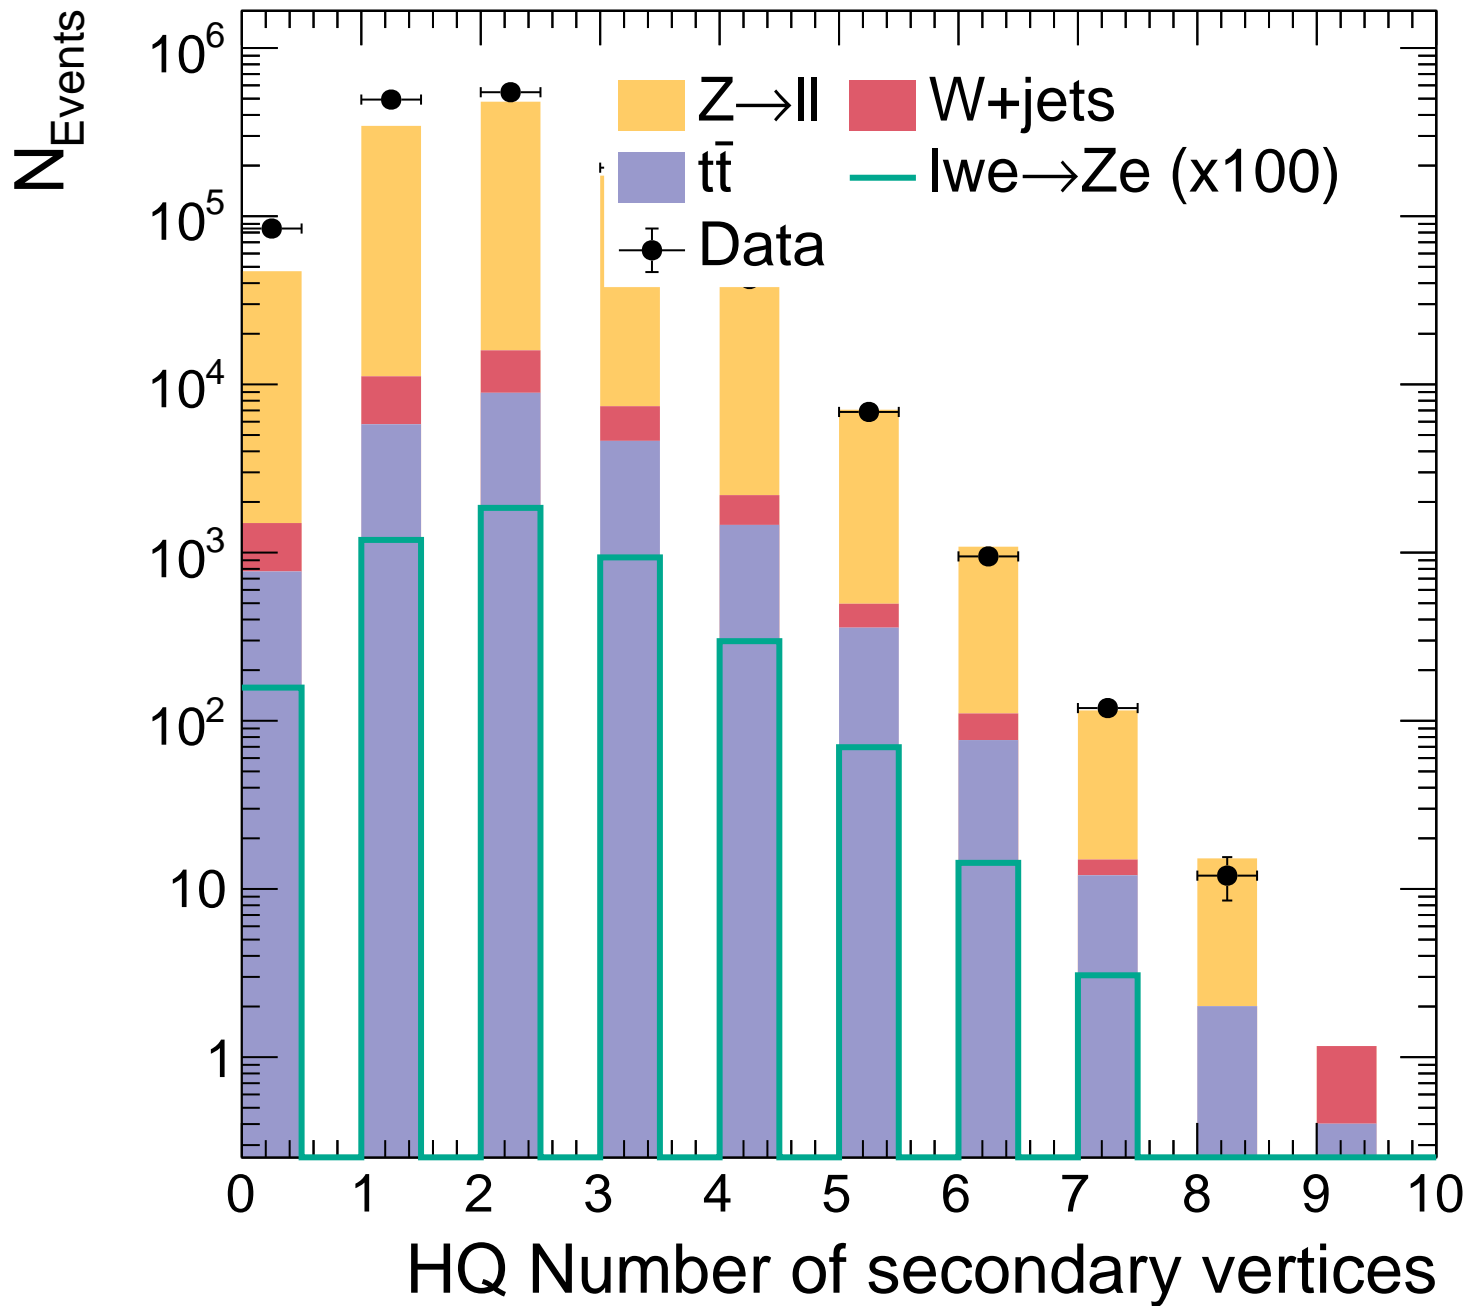 N_Events
10^6
10^5
10^4
10^3
10^2
10
1
Z→ll W+jets
tt̄ lwe→Ze (x100)
Data
0 1 2 3 4 5 6 7 8 9 10
HQ Number of secondary vertices